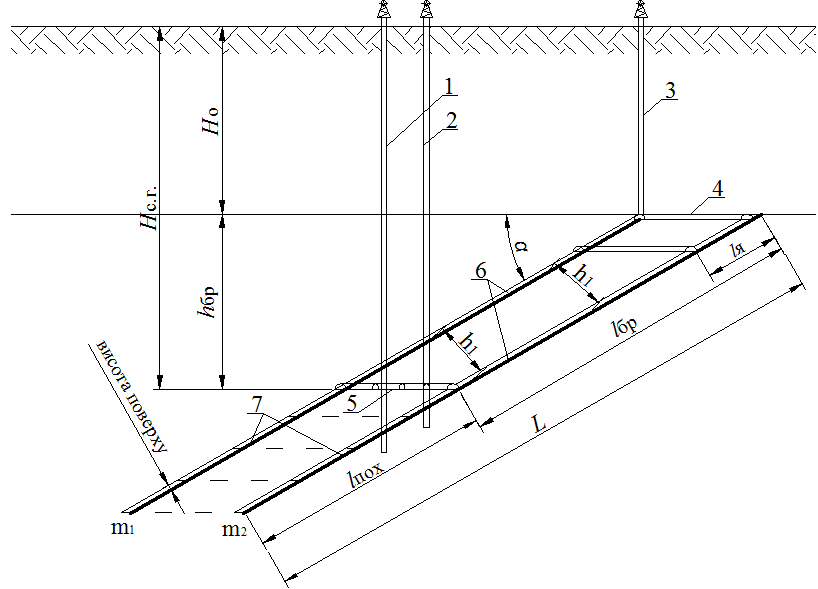 1
2
3
Hо
4
Hс.г.
α
lя
6
h1
hбр
lбр
h1
висота поверху
5
7
L
lпох
m1
m2